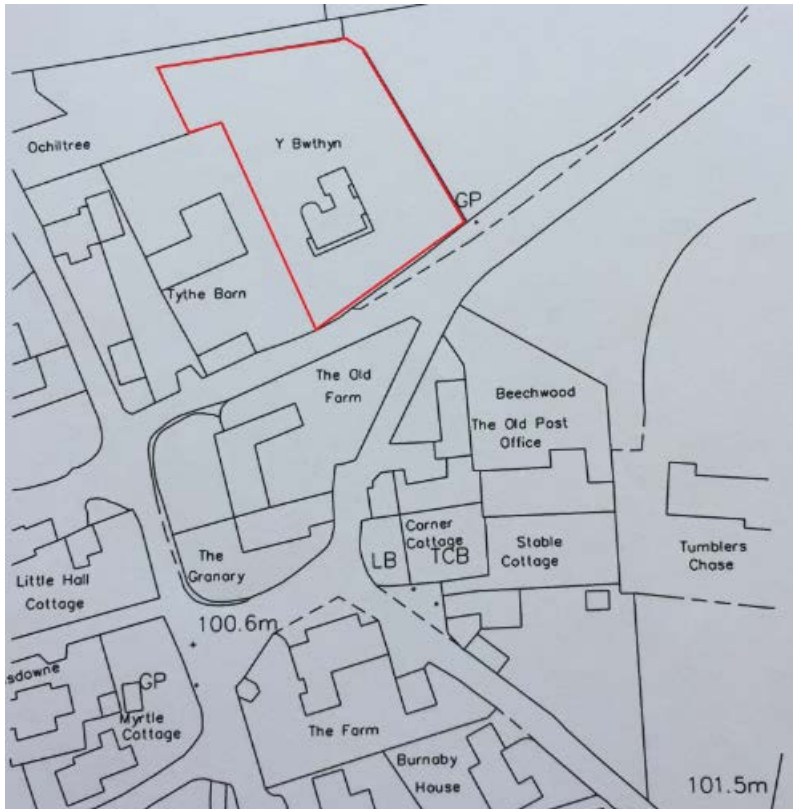 Ochiltree
Y Bwthyn
GP
Tythe Barn
The Old
Farm
Beechwood
The Old Post
Office
Corner
Cottage
LB
TCB
Stable
Cottage
Tumblers
Chase
The
Granary
Little Hall
Cottage
100.6m
sdowne
GP
Myrtle
Cottage
The Farm
Burnaby
House
101.5m